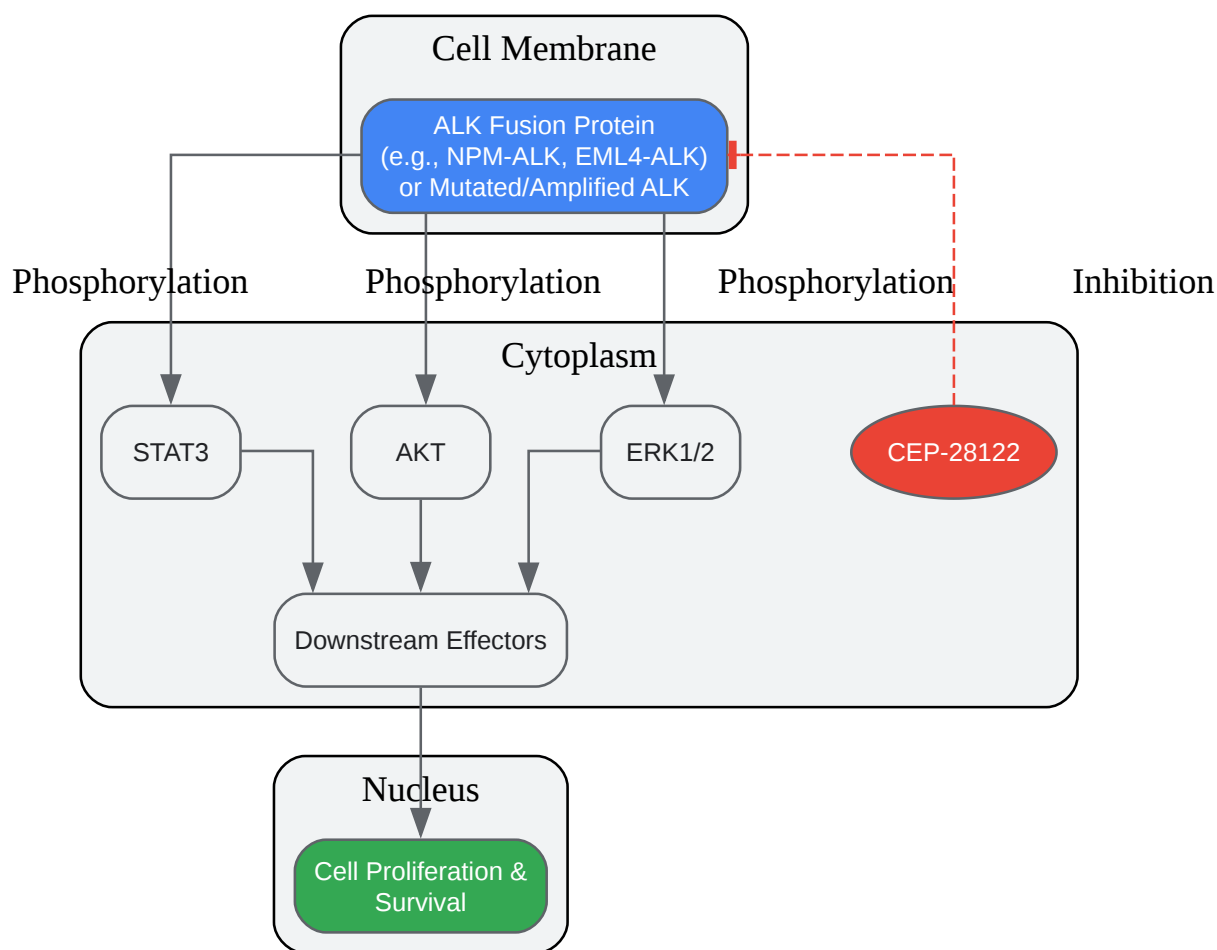 Cell Membrane
ALK Fusion Protein
(e.g., NPM-ALK, EML4-ALK)
or Mutated/Amplified ALK
Phosphorylation
Phosphorylation
Phosphorylation
Inhibition
Cytoplasm
STAT3
AKT
ERK1/2
CEP-28122
Downstream Effectors
Nucleus
Cell Proliferation &
Survival